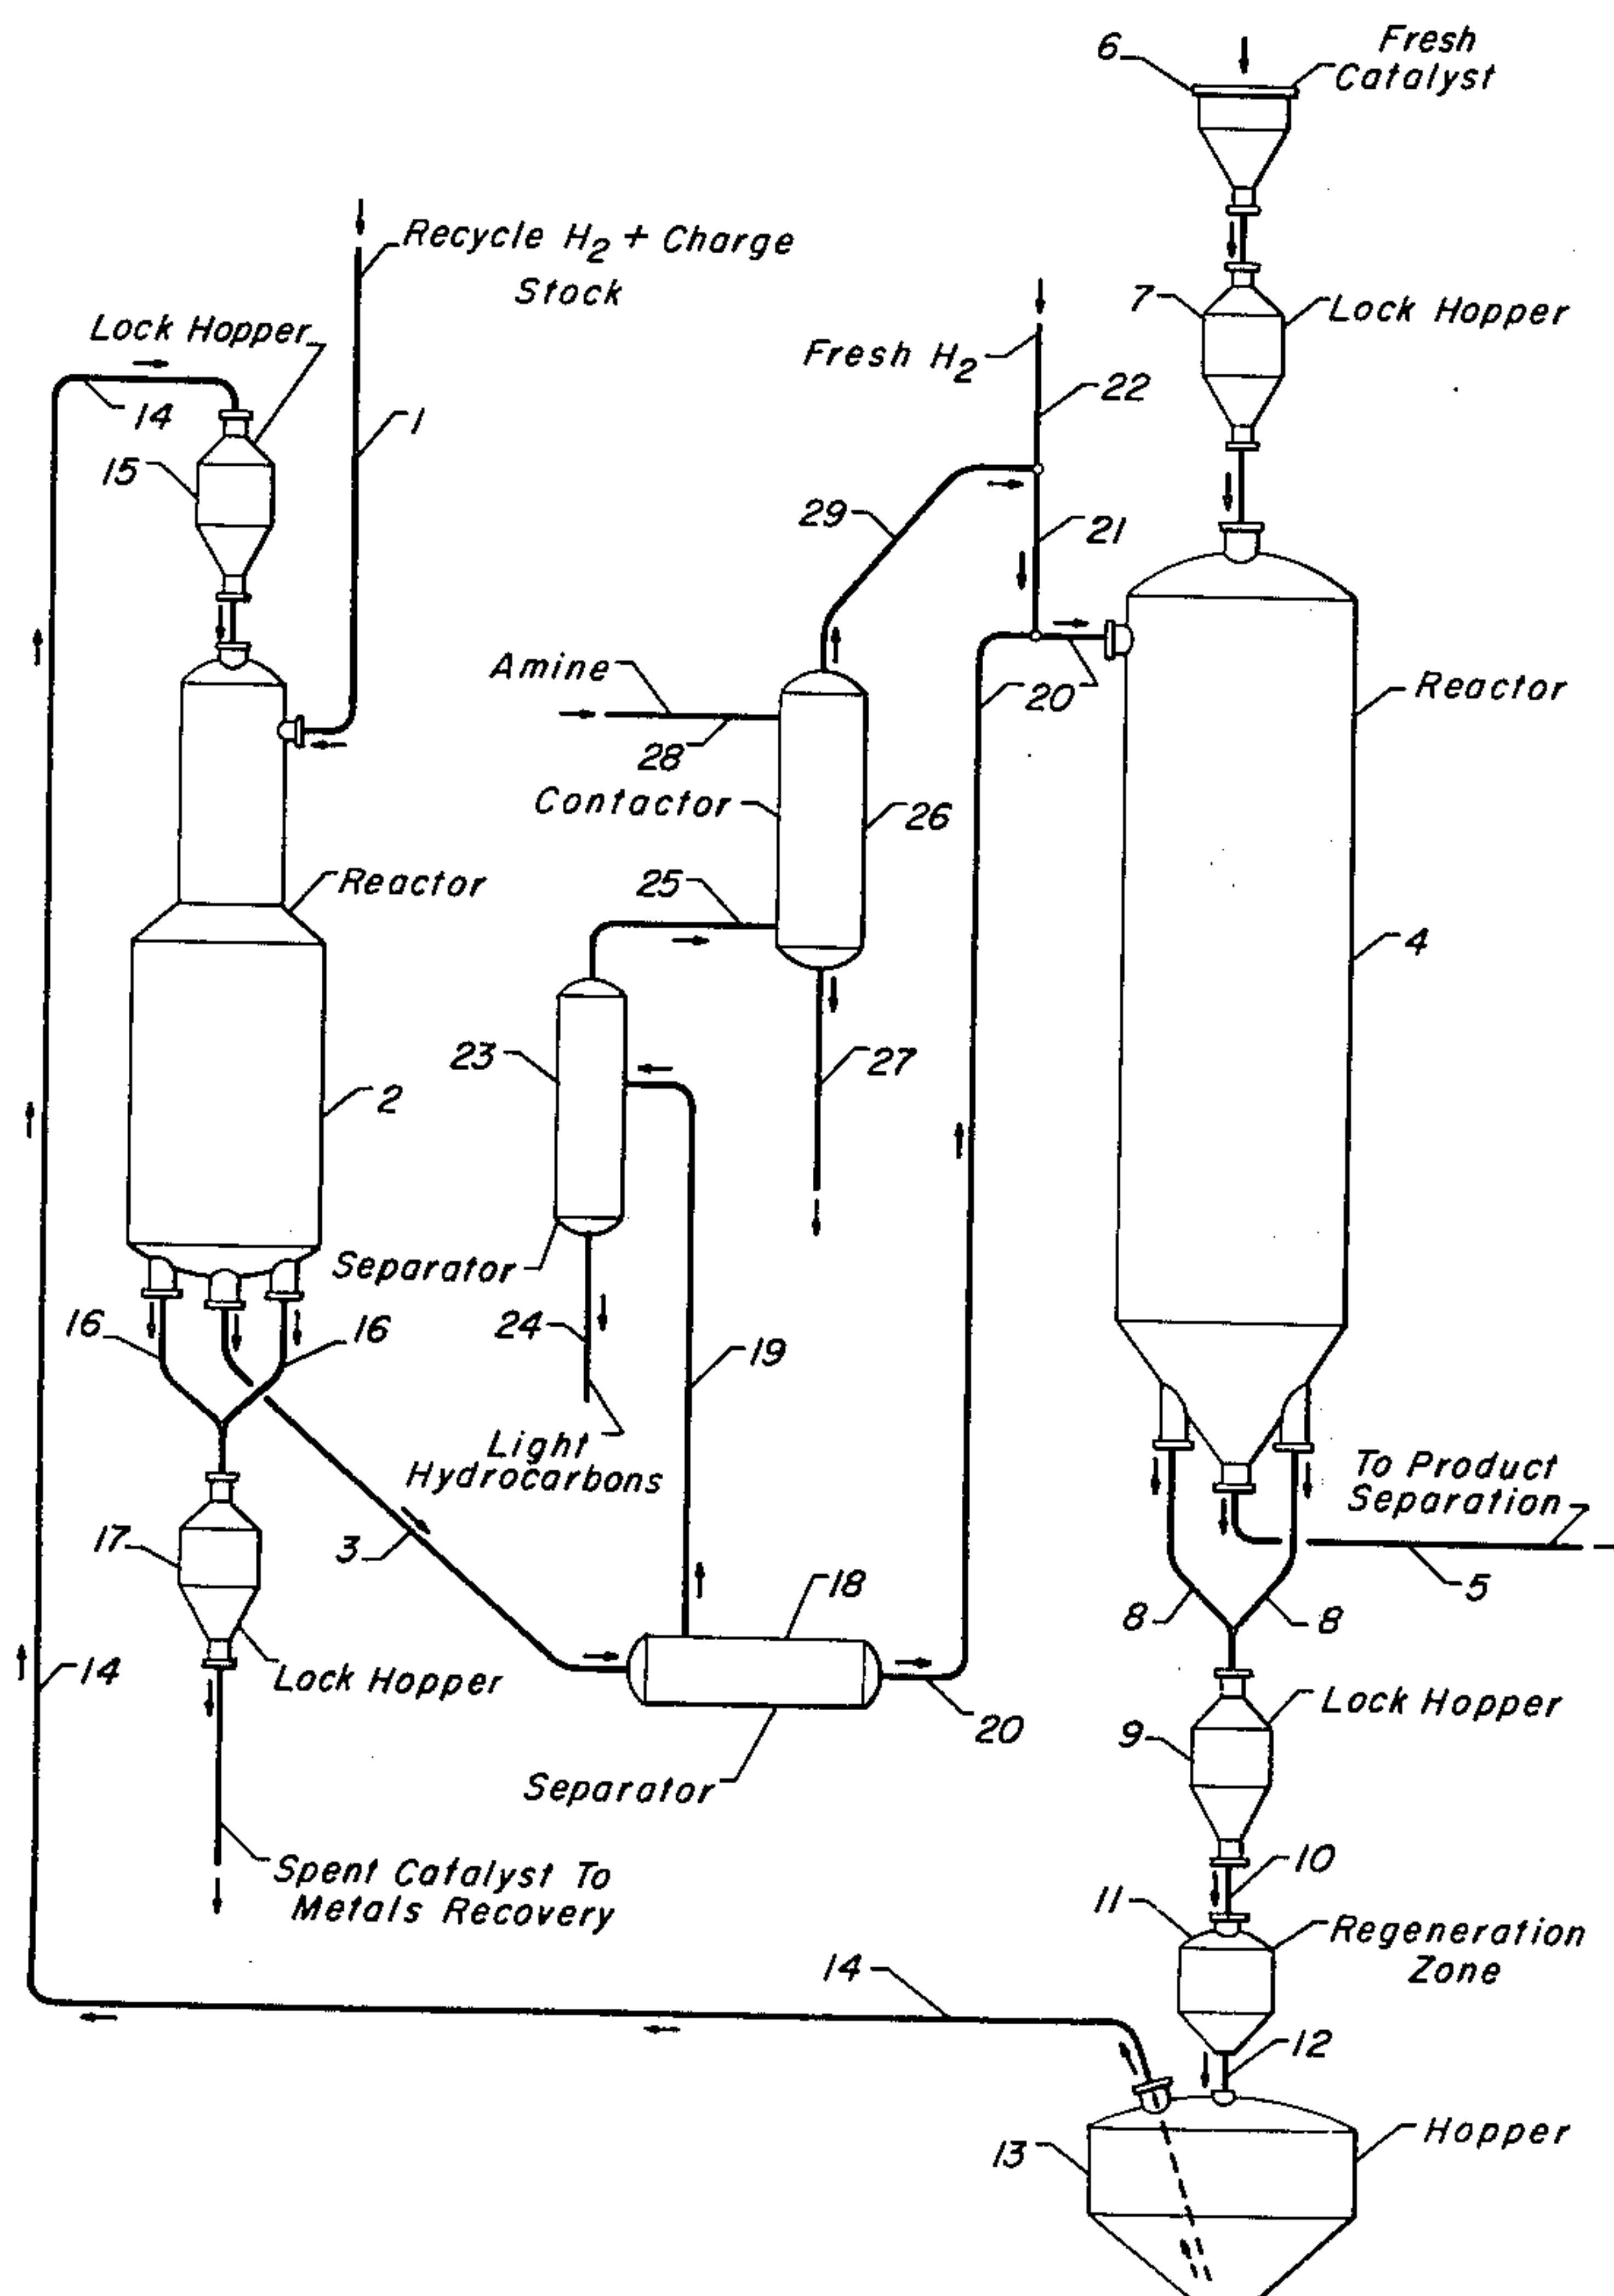 6
Fresh
Catalyst
Recycle H2 + Charge
Stock
7
Lock Hopper
Lock Hopper
Fresh H2
22
14
1
15
29
21
Amine
20
Reactor
28
Contactor
26
Reactor
25
4
23
2
27
Separator
16
16
24
19
Light
Hydrocarbons
To Product
Separation
17
3
18
5
8
8
14
Lock Hopper
Lock Hopper
20
9
Separator
Spent Catalyst To
Metals Recovery
10
11
Regeneration
Zone
14
12
13
Hopper